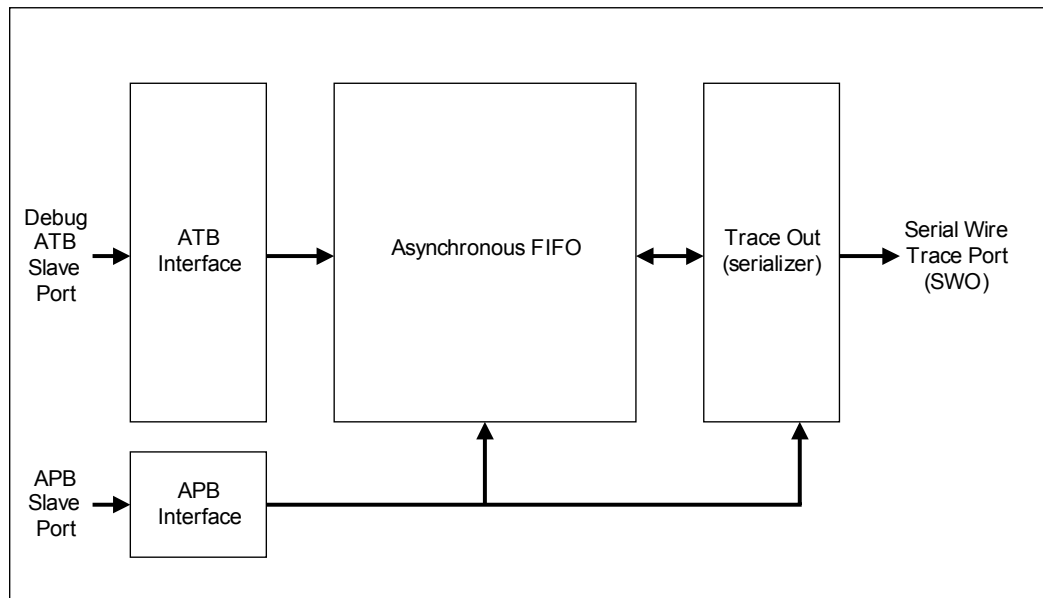 Debug
ATB
Slave
Port
ATB
Interface
Asynchronous FIFO
Trace Out
(serializer)
Serial Wire
Trace Port
(SWO)
APB
Slave
Port
APB
Interface